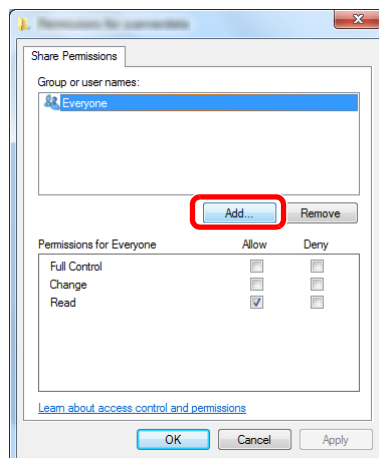 Share Permissions
Group or user names:
Everyone
Add... Remove
Permissions for Everyone Allow Deny
Full Control
Change
Read
Learn about access control and permissions
OK Cancel Apply